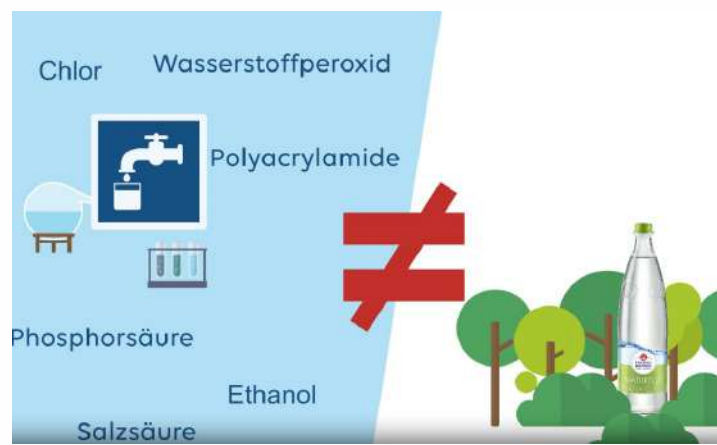 Chlor
Wasserstoffperoxid
Polyacrylamide
≠
Phosphorsäure
Ethanol
Salzsäure